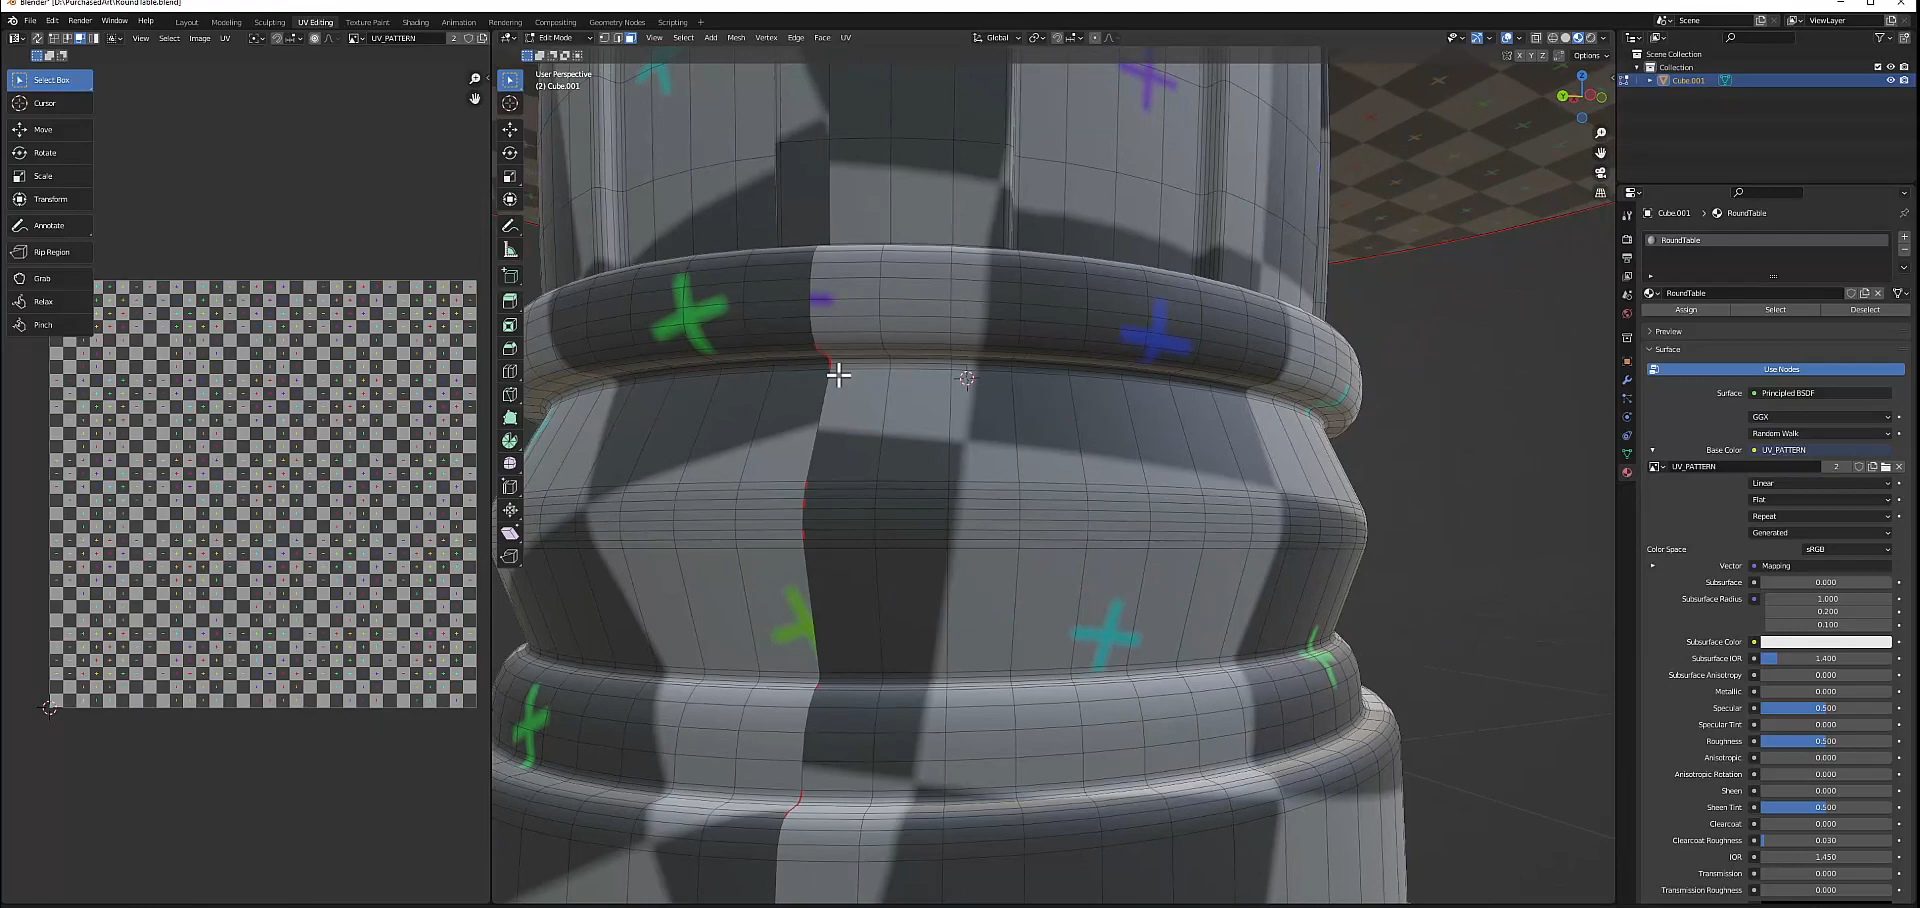 Blender* [D:\PurchasedArt\RoundTable.blend]
File Edit Render Window Help Layout Modeling Sculpting UV Editing Texture Paint Shading Animation Rendering Compositing Geometry Nodes Scripting + Scene ViewLayer
View Select Image UV UV_PATTERN 2
Edit Mode View Select Add Mesh Vertex Edge Face UV Global
X Y Z Options
Select Box
Cursor
Move
Rotate
Scale
Transform
Annotate
Rip Region
Grab
Relax
Pinch
User Perspective
(2) Cube.001
Z
Y
Scene Collection
Collection
Cube.001
Cube.001 > RoundTable
RoundTable
RoundTable
Assign Select Deselect
Preview
Surface
Use Nodes
Surface Principled BSDF
GGX
Random Walk
Base Color UV_PATTERN
UV_PATTERN 2
Linear
Flat
Repeat
Generated
Color Space sRGB
Vector Mapping
Subsurface 0.000
Subsurface Radius 1.000
0.200
0.100
Subsurface Color
Subsurface IOR 1.400
Subsurface Anisotropy 0.000
Metallic 0.000
Specular 0.500
Specular Tint 0.000
Roughness 0.500
Anisotropic 0.000
Anisotropic Rotation 0.000
Sheen 0.000
Sheen Tint 0.500
Clearcoat 0.000
Clearcoat Roughness 0.030
IOR 1.450
Transmission 0.000
Transmission Roughness 0.000